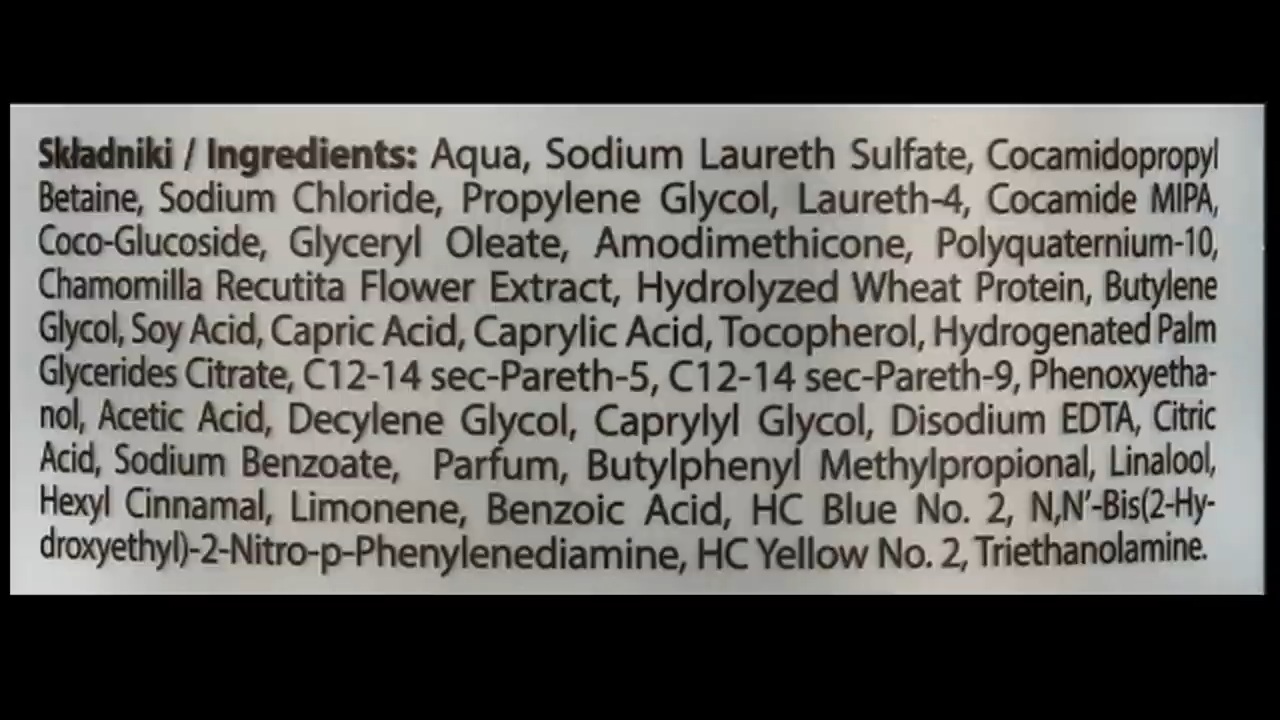 Składniki / Ingredients: Aqua, Sodium Laureth Sulfate, Cocamidopropyl
Betaine, Sodium Chloride, Propylene Glycol, Laureth-4, Cocamide MIPA,
Coco-Glucoside, Glyceryl Oleate, Amodimethicone, Polyquaternium-10,
Chamomilla Recutita Flower Extract, Hydrolyzed Wheat Protein, Butylene
Glycol, Soy Acid, Capric Acid, Caprylic Acid, Tocopherol, Hydrogenated Palm
Glycerides Citrate, C12-14 sec-Pareth-5, C12-14 sec-Pareth-9, Phenoxyetha-
nol, Acetic Acid, Decylene Glycol, Caprylyl Glycol, Disodium EDTA, Citric
Acid, Sodium Benzoate, Parfum, Butylphenyl Methylpropional, Linalool,
Hexyl Cinnamal, Limonene, Benzoic Acid, HC Blue No. 2, N,N’-Bis(2-Hy-
droxyethyl)-2-Nitro-p-Phenylenediamine, HC Yellow No. 2, Triethanolamine.